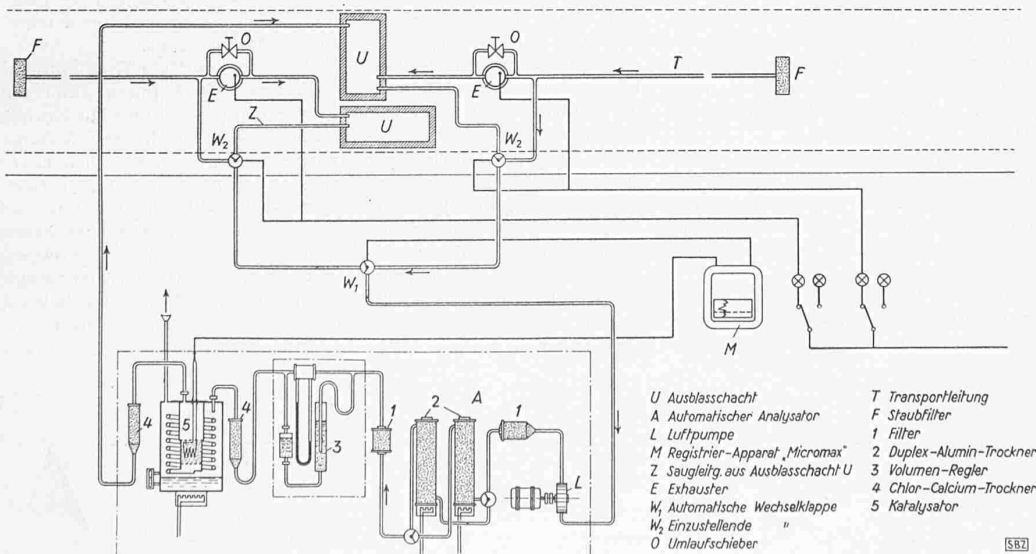 F
O
E
U
O
E
T
F
Z
U
W2
W2
W1
M
4
5
4
3
1
2
A
1
L
U Ausblasschacht
A Automatischer Analysator
L Luftpumpe
M Registrier-Apparat „Micromax"
Z Saugleitg. aus Ausblasschacht U
E Exhauster
W1 Automatische Wechselklappe
W2 Einzustellende "
O Umlaufschieber
T Transportleitung
F Staubfilter
1 Filter
2 Duplex-Alumin-Trockner
3 Volumen-Regler
4 Chlor-Calcium-Trockner
5 Katalysator
SBZ